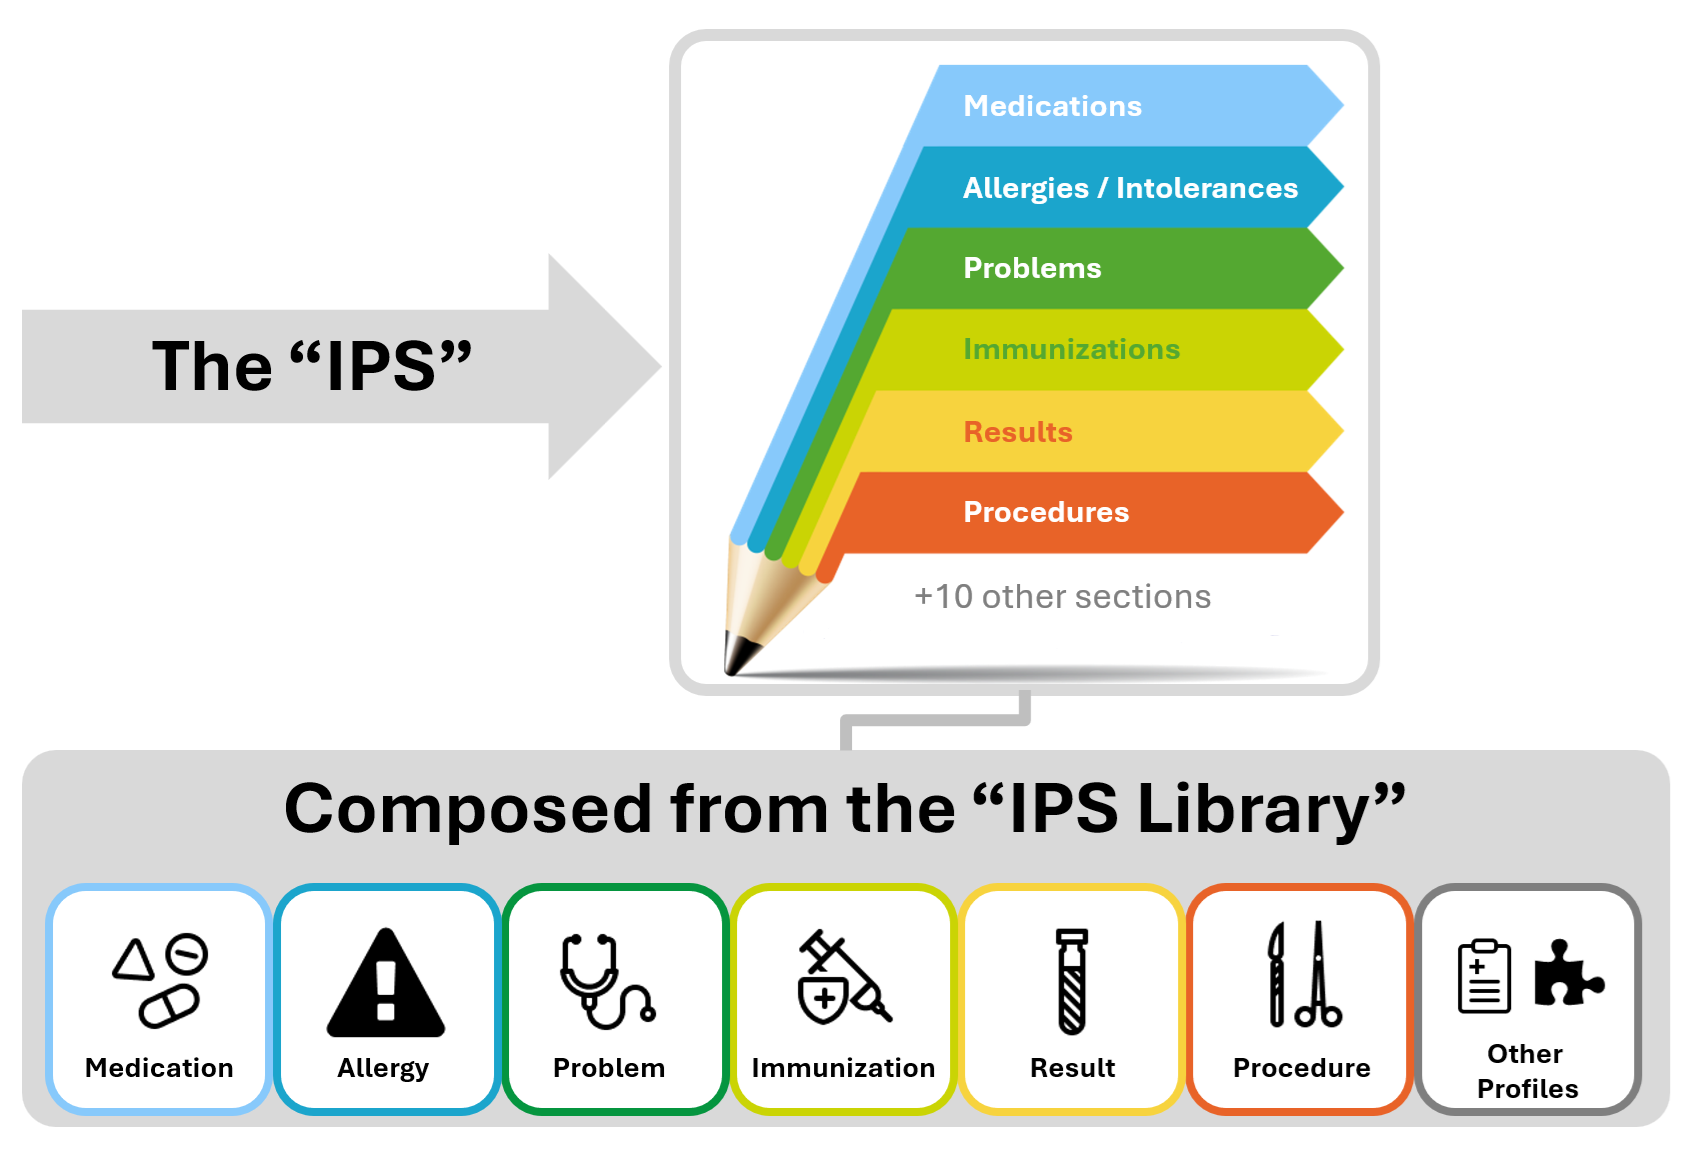 The “IPS”
Medications
Allergies / Intolerances
Problems
Immunizations
Results
Procedures
+10 other sections
Composed from the “IPS Library”
Medication
Allergy
Problem
Immunization
Result
Procedure
Other
Profiles